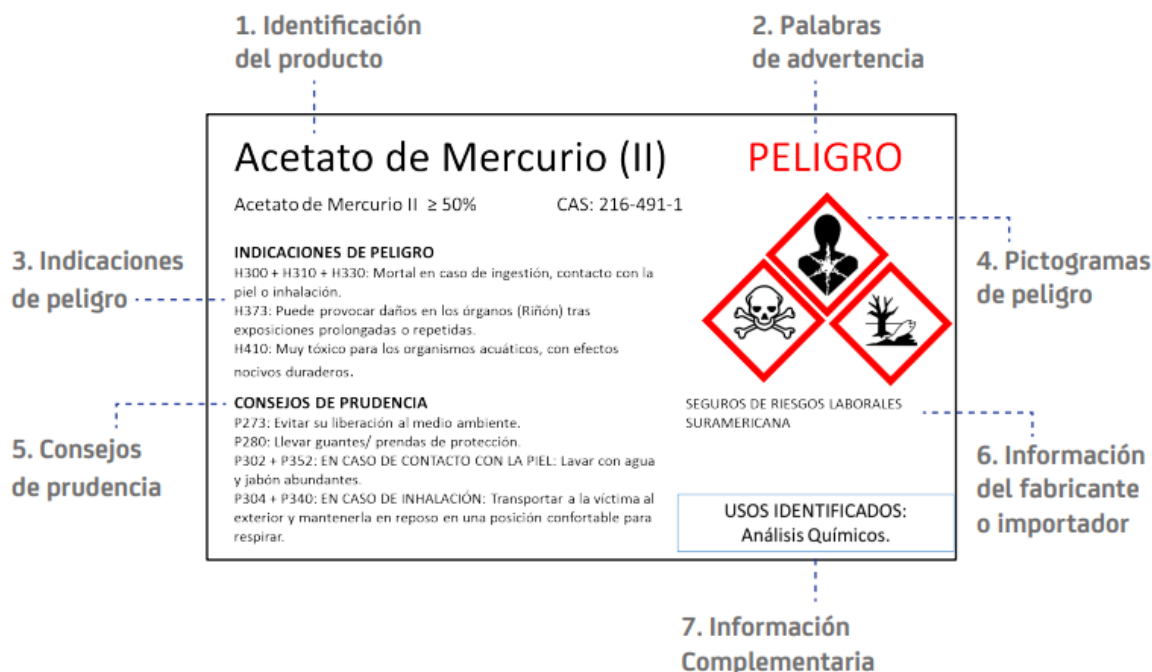 1. Identificación
del producto
2. Palabras
de advertencia
Acetato de Mercurio (II)
PELIGRO
Acetato de Mercurio II ≥ 50% CAS: 216-491-1
3. Indicaciones
de peligro
INDICACIONES DE PELIGRO
H300 + H310 + H330: Mortal en caso de ingestión, contacto con la
piel o inhalación.
H373: Puede provocar daños en los órganos (Riñón) tras
exposiciones prolongadas o repetidas.
H410: Muy tóxico para los organismos acuáticos, con efectos
nocivos duraderos.
4. Pictogramas
de peligro
5. Consejos
de prudencia
CONSEJOS DE PRUDENCIA
P273: Evitar su liberación al medio ambiente.
P280: Llevar guantes/ prendas de protección.
P302 + P352: EN CASO DE CONTACTO CON LA PIEL: Lavar con agua
y jabón abundantes.
P304 + P340: EN CASO DE INHALACIÓN: Transportar a la víctima al
exterior y mantenerla en reposo en una posición confortable para
respirar.
SEGUROS DE RIESGOS LABORALES
SURAMERICANA
6. Información
del fabricante
o importador
USOS IDENTIFICADOS:
Análisis Químicos.
7. Información
Complementaria